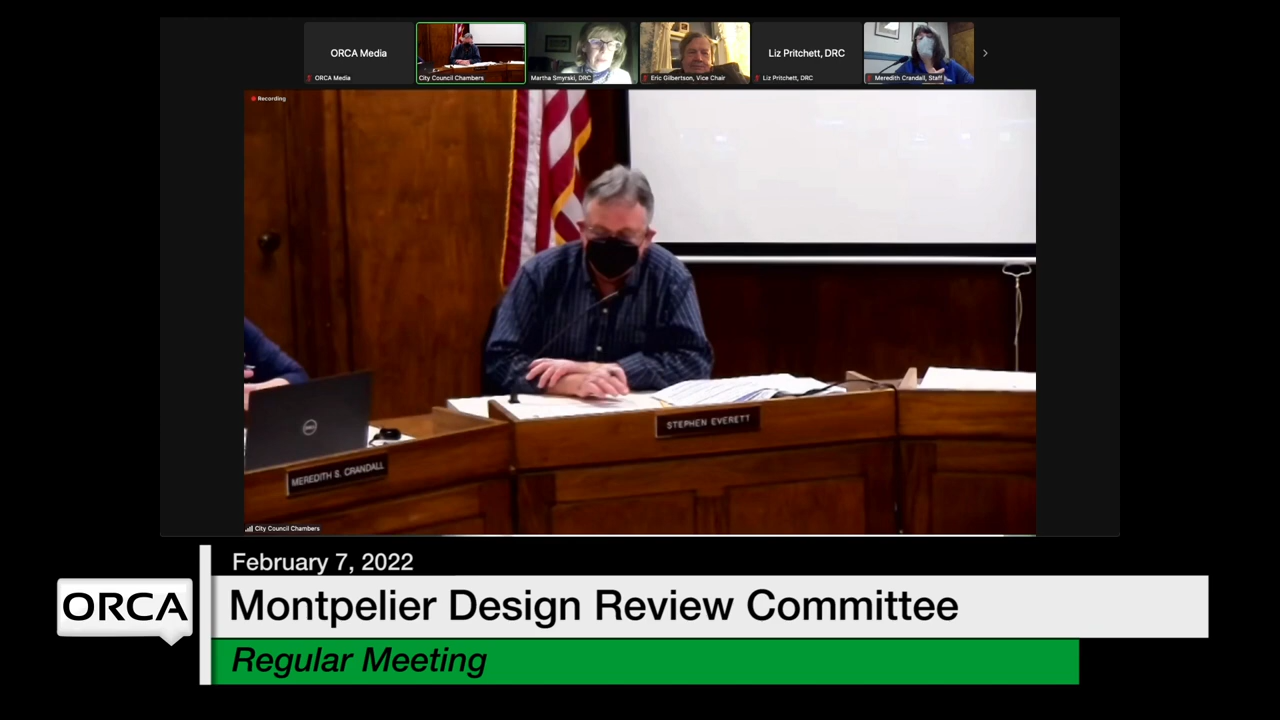 ORCA Media
Liz Pritchett, DRC
ORCA Media
City Council Chambers
Martha Smyrski, DRC
Eric Gilbertson, Vice Chair
Liz Pritchett, DRC
Meredith Crandall, Staff
Recording
STEPHEN EVERETT
MEREDITH S. CRANDALL
DELL
City Council Chambers
February 7, 2022
ORCA
Montpelier Design Review Committee
Regular Meeting